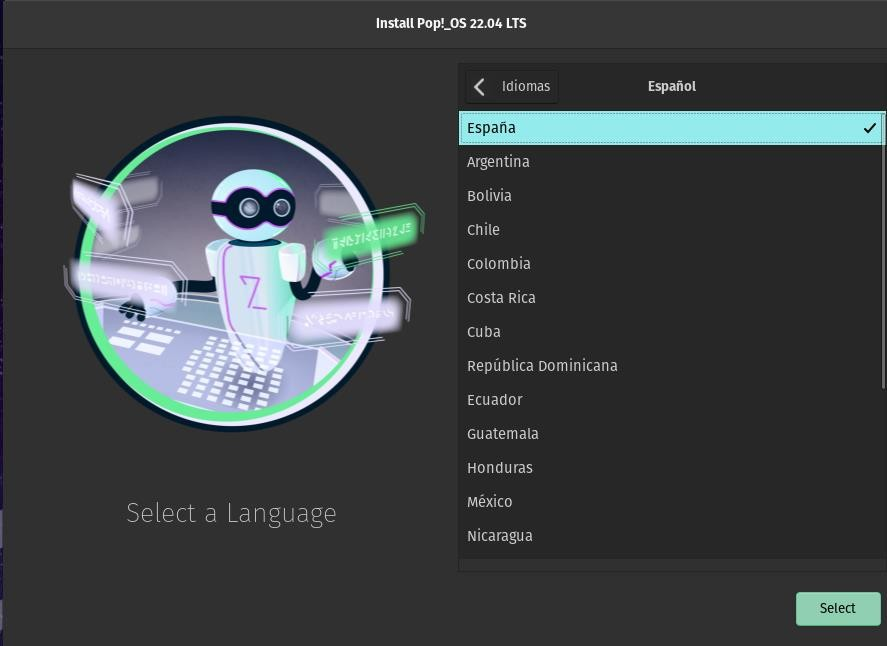 Install Pop!_OS 22.04 LTS
Idiomas
Español
España
Argentina
Bolivia
Chile
Colombia
Costa Rica
Cuba
República Dominicana
Ecuador
Guatemala
Honduras
México
Nicaragua
Select a Language
Select